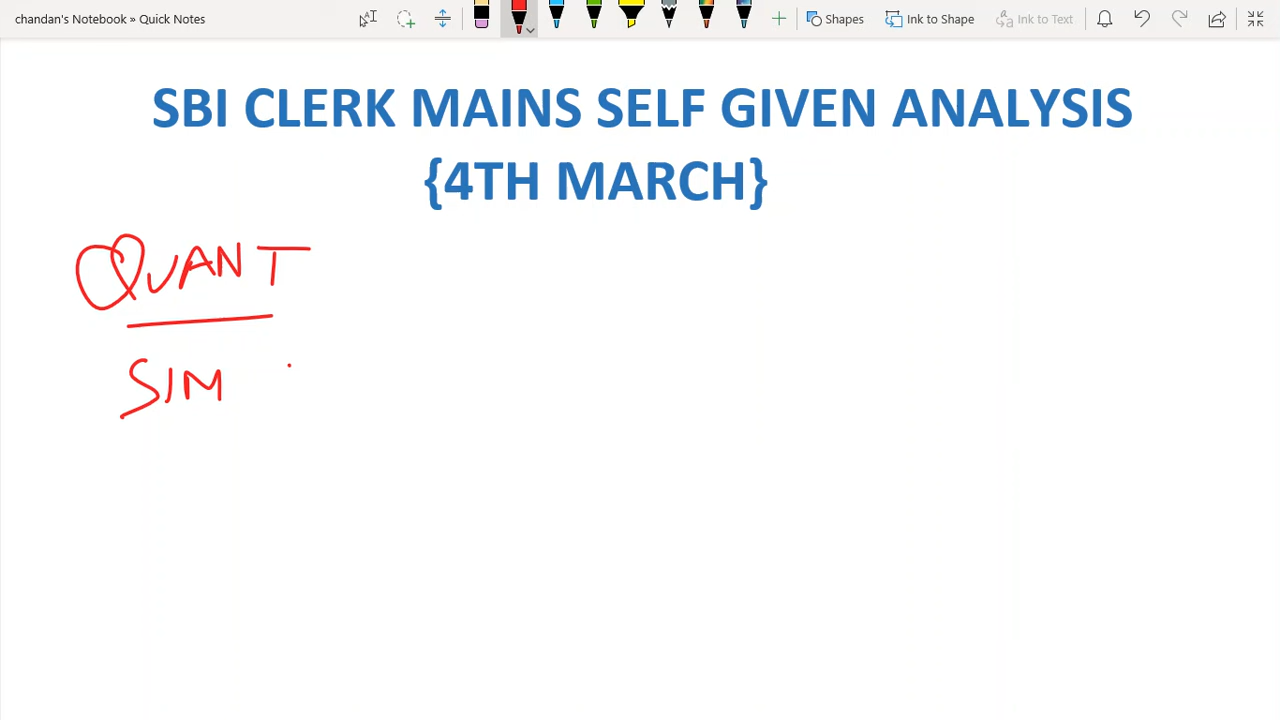 chandan's Notebook » Quick Notes
Shapes
Ink to Shape
Ink to Text
SBI CLERK MAINS SELF GIVEN ANALYSIS
{4TH MARCH}
QUANT
SIM